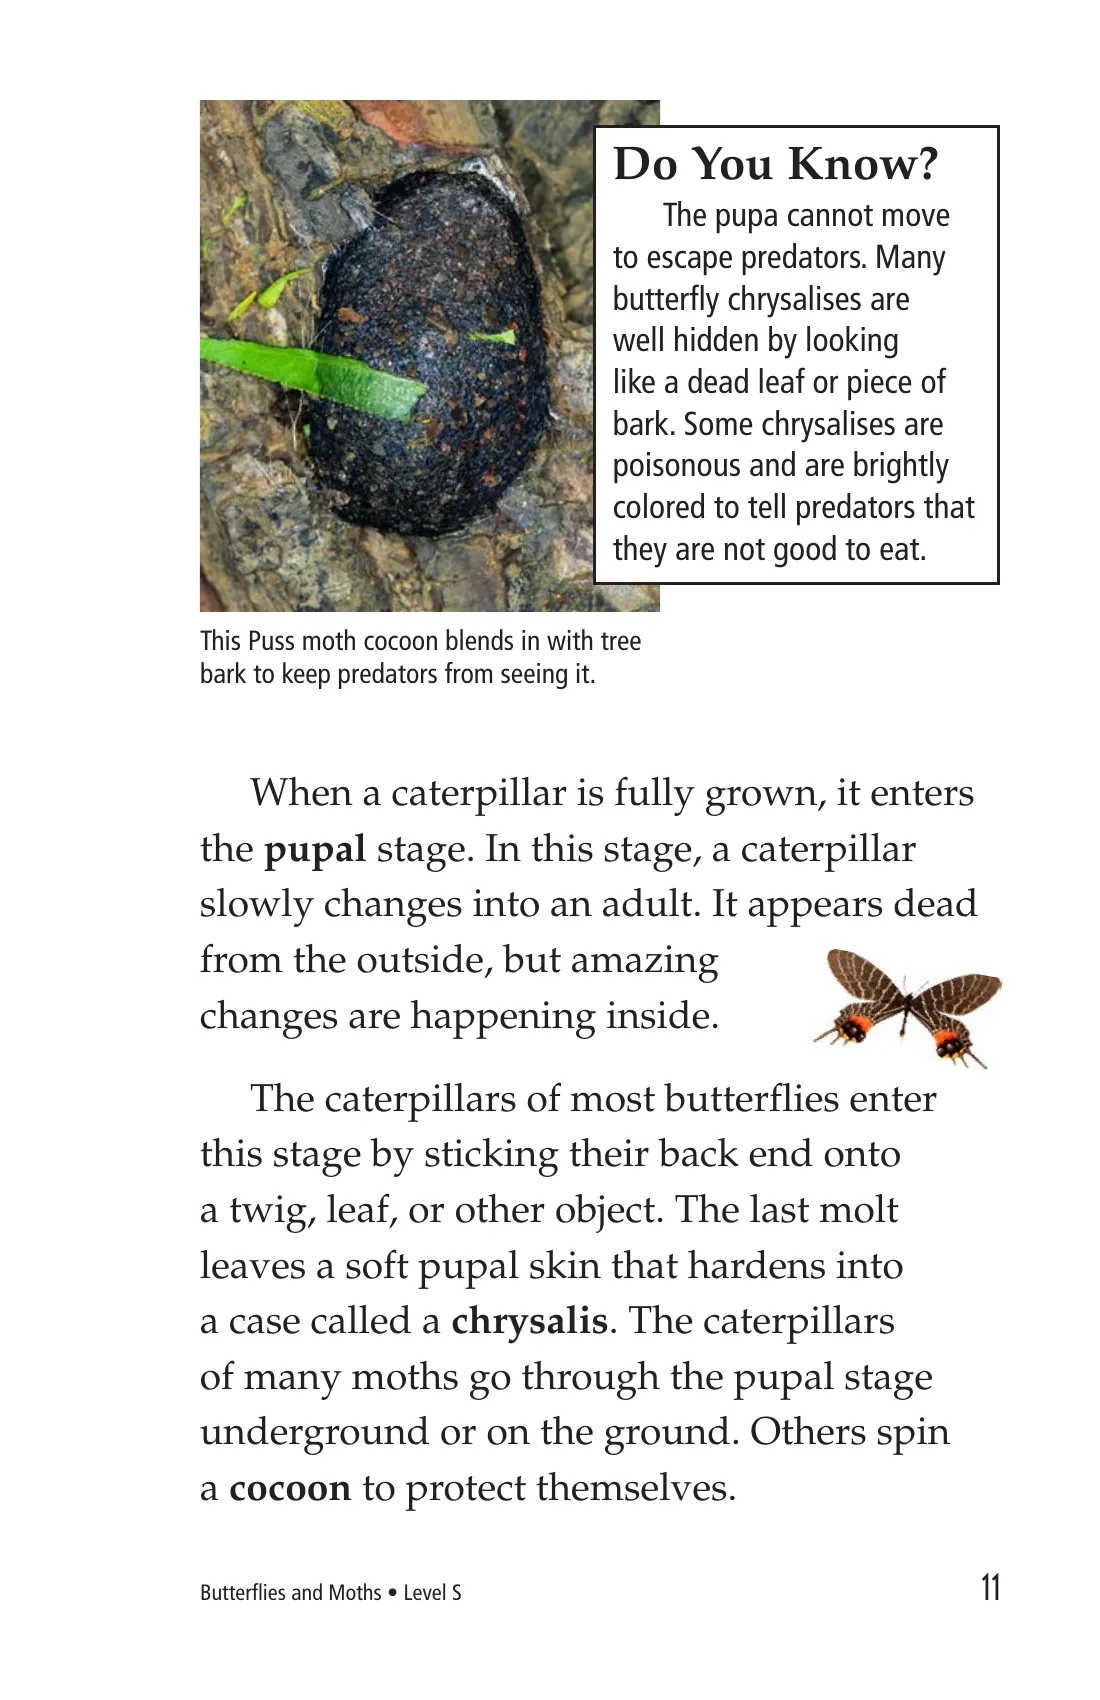 Do You Know?
The pupa cannot move
to escape predators. Many
butterfly chrysalises are
well hidden by looking
like a dead leaf or piece of
bark. Some chrysalises are
poisonous and are brightly
colored to tell predators that
they are not good to eat.
This Puss moth cocoon blends in with tree
bark to keep predators from seeing it.
When a caterpillar is fully grown, it enters
the pupal stage. In this stage, a caterpillar
slowly changes into an adult. It appears dead
from the outside, but amazing
changes are happening inside.
The caterpillars of most butterflies enter
this stage by sticking their back end onto
a twig, leaf, or other object. The last molt
leaves a soft pupal skin that hardens into
a case called a chrysalis. The caterpillars
of many moths go through the pupal stage
underground or on the ground. Others spin
a cocoon to protect themselves.
Butterflies and Moths • Level S
11